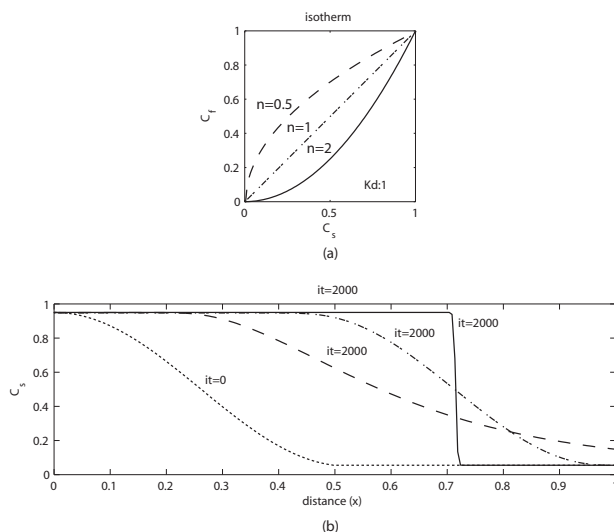 isotherm
1
0.8
0.6
0.4
0.2
0
C_f
n=0.5
n=1
n=2
Kd:1
0 0.5 1
C_s
(a)
it=2000
1
0.8
0.6
0.4
0.2
0
C_s
it=0
it=2000
it=2000
it=2000
0 0.1 0.2 0.3 0.4 0.5 0.6 0.7 0.8 0.9
distance (x)
(b)